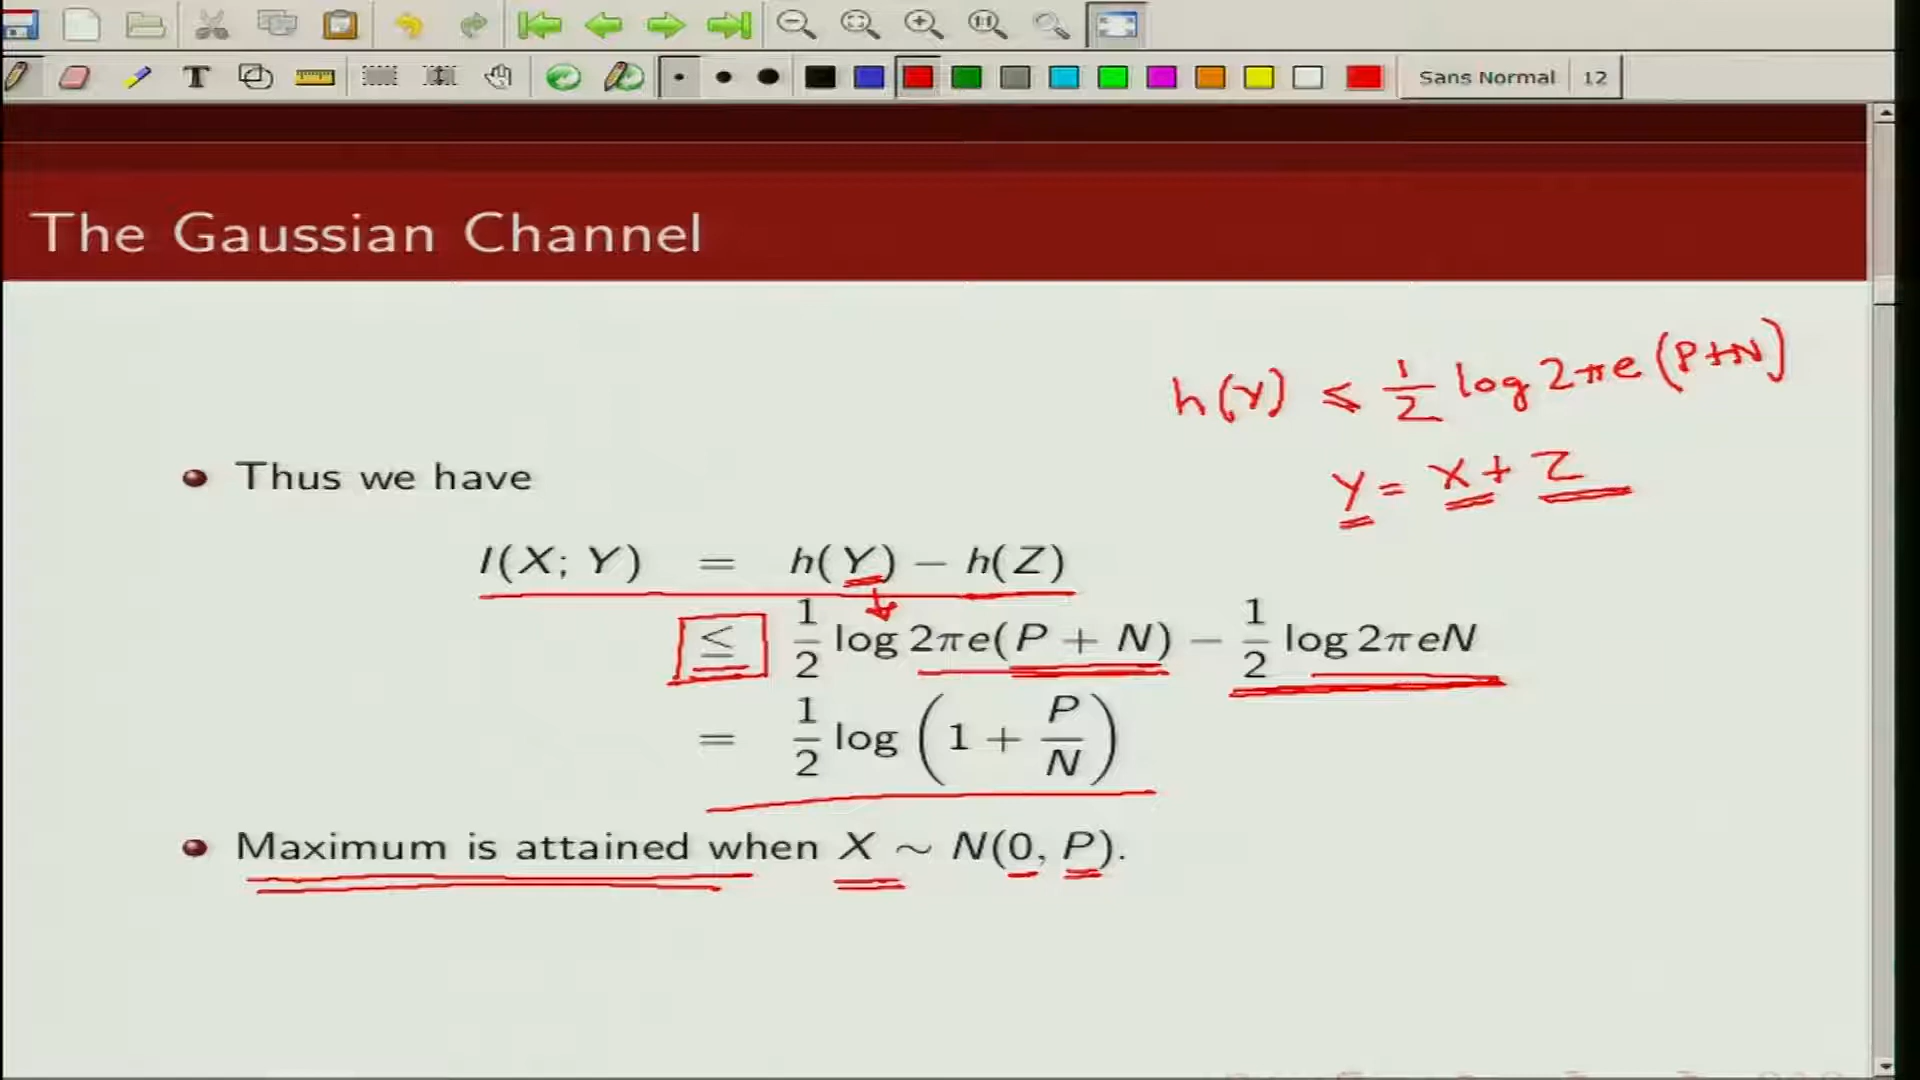 Sans Normal 12
The Gaussian Channel
h(Y) ≤ 1/2 log 2πe (P+N)
Y = X + Z
Thus we have
I(X; Y) = h(Y) − h(Z)
≤ 1/2 log 2πe(P + N) − 1/2 log 2πeN
= 1/2 log (1 + P/N)
Maximum is attained when X ∼ N(0, P).